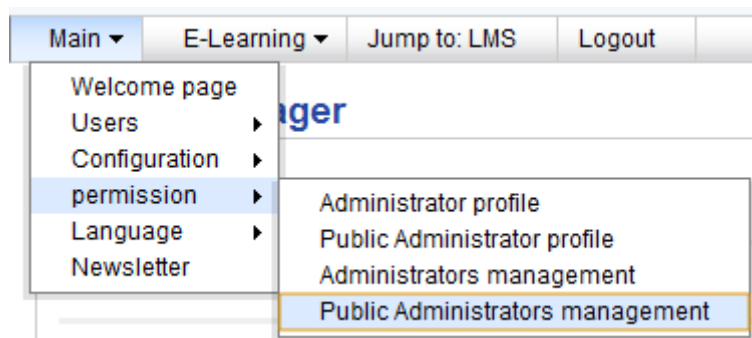 Main E-Learning Jump to: LMS Logout
Welcome page
ager
Users
Configuration
permission
Administrator profile
Language
Public Administrator profile
Newsletter
Administrators management
Public Administrators management